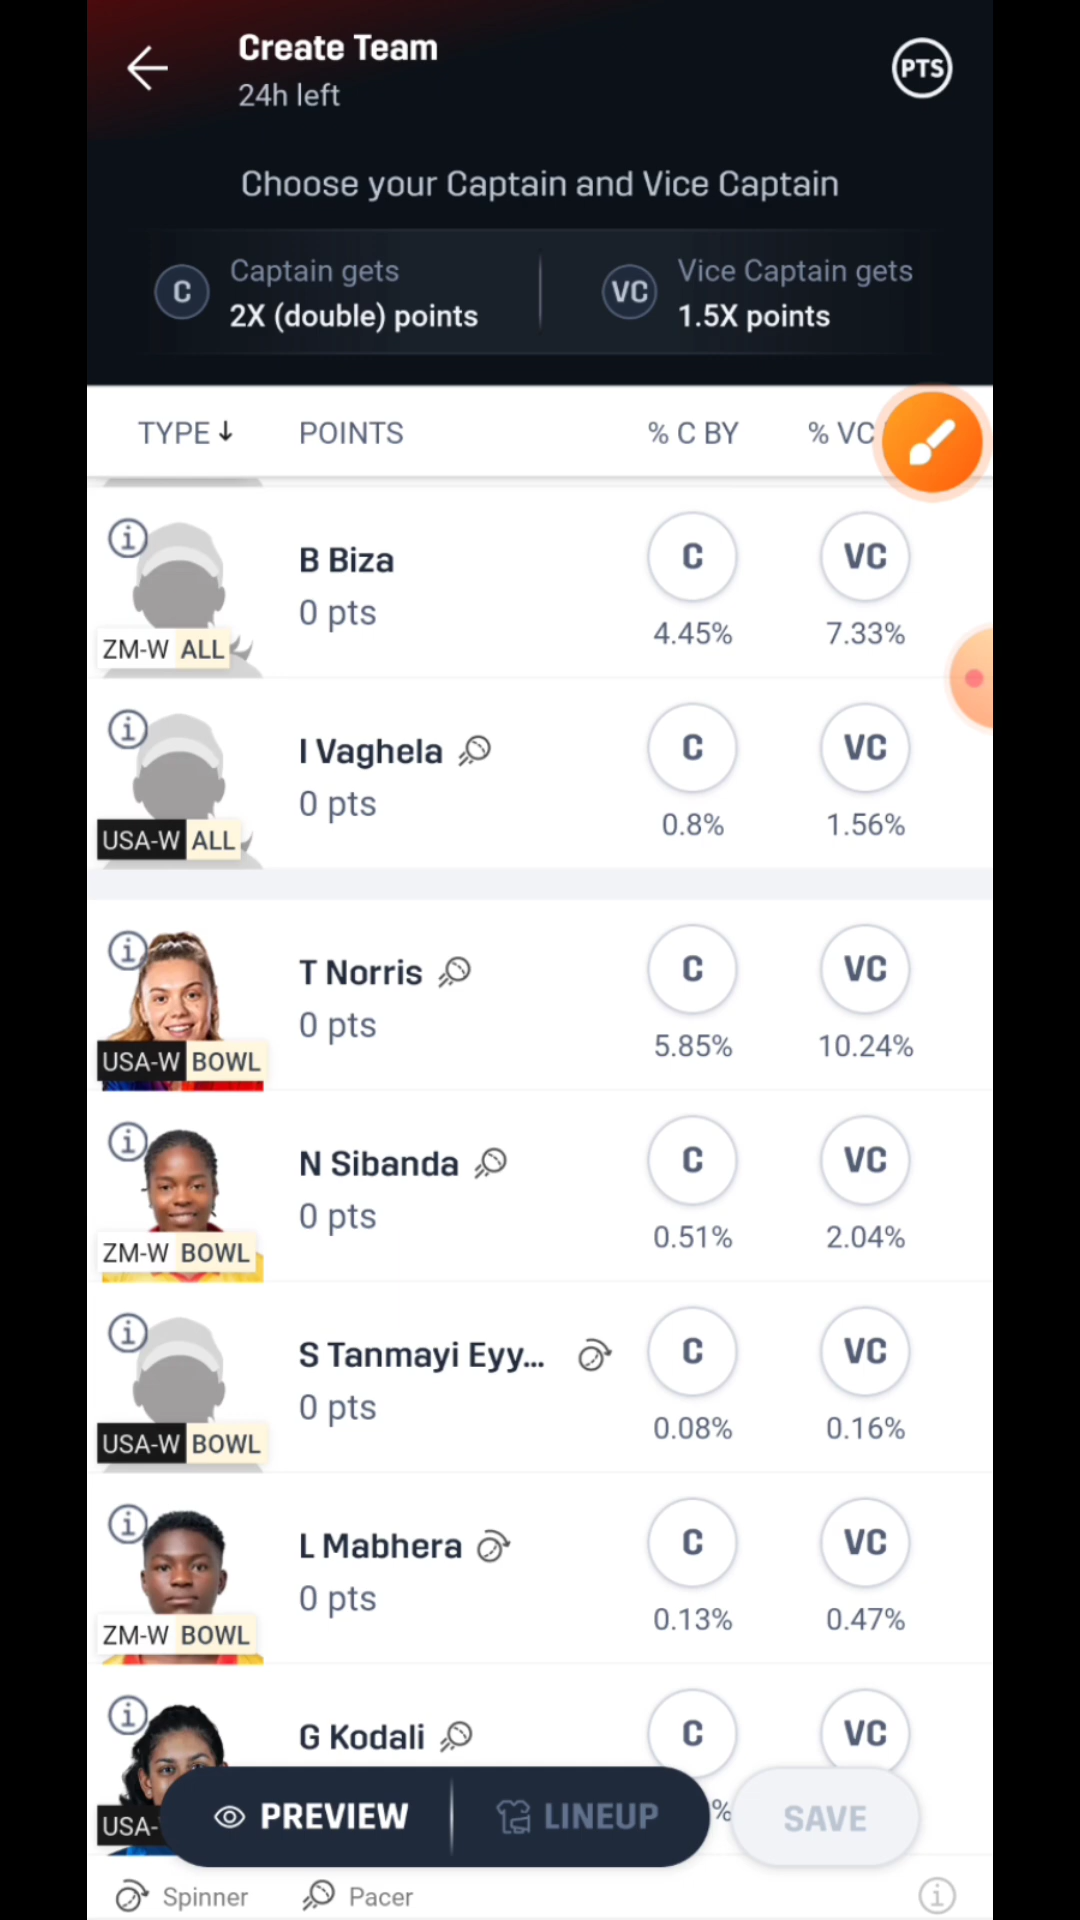 Create Team
24h left
PTS
Choose your Captain and Vice Captain
C Captain gets
2X (double) points
VC Vice Captain gets
1.5X points
TYPE ↓ POINTS % C BY % VC
B Biza
0 pts
C VC
4.45% 7.33%
ZM-W ALL
I Vaghela
0 pts
C VC
0.8% 1.56%
USA-W ALL
T Norris
0 pts
C VC
5.85% 10.24%
USA-W BOWL
N Sibanda
0 pts
C VC
0.51% 2.04%
ZM-W BOWL
S Tanmayi Eyy...
0 pts
C VC
0.08% 0.16%
USA-W BOWL
L Mabhera
0 pts
C VC
0.13% 0.47%
ZM-W BOWL
G Kodali
C VC
USA-
%
PREVIEW LINEUP SAVE
Spinner Pacer